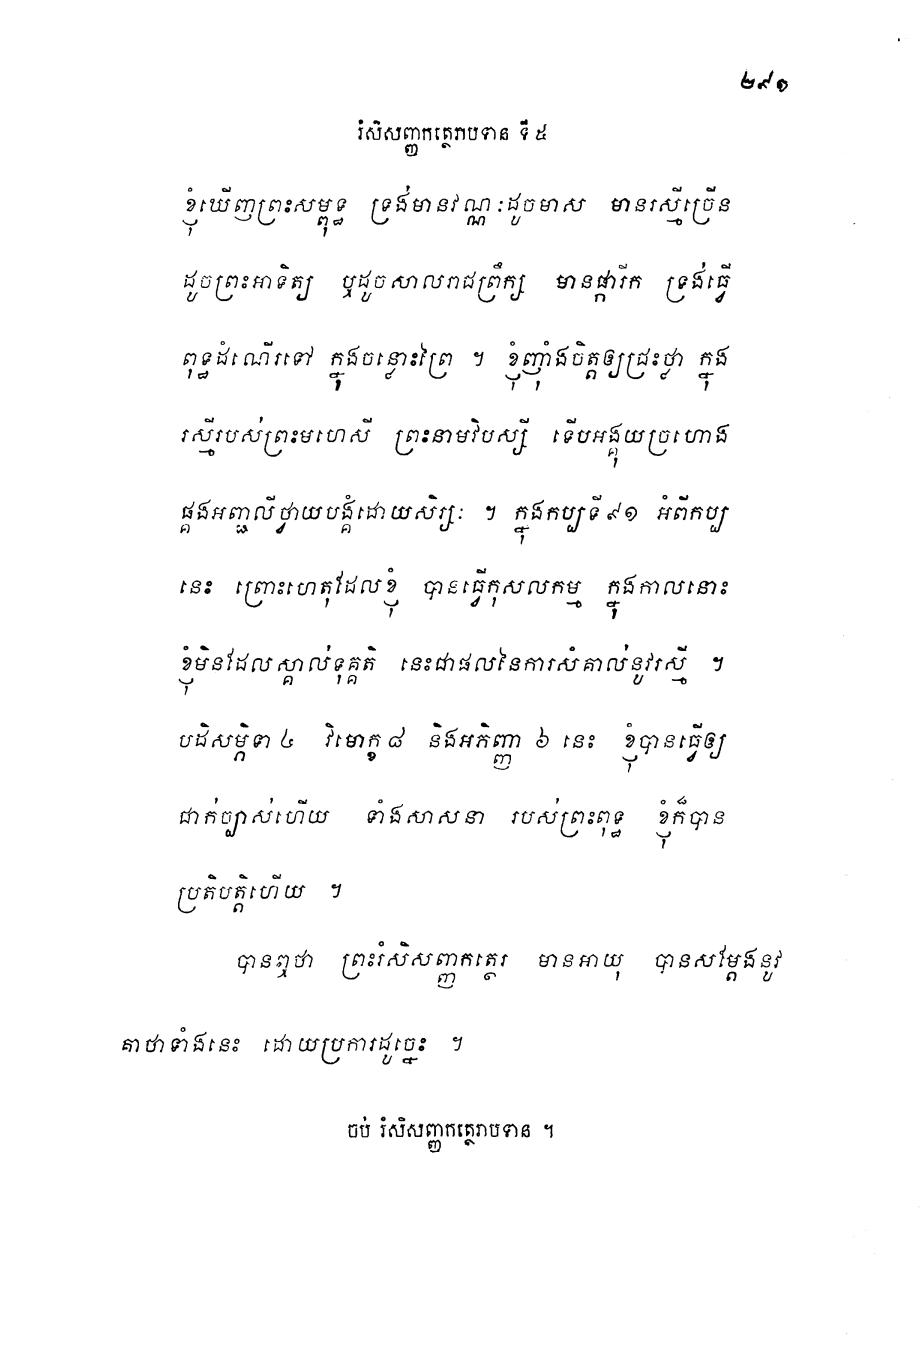 ២៩១
រំសិសញ្ញកត្ថេរាបទាន ទី ៥
ខ្ញុំឃើញព្រះសម្ពុទ្ធ ទ្រង់មានវណ្ណៈដូចមាស មានរស្មីច្រើន
ដូចព្រះអាទិត្យ ឬដូចសាលរាជព្រឹក្ស មានផ្ការីក ទ្រង់ធ្វើ
ពុទ្ធដំណើរទៅ ក្នុងចន្លោះព្រៃ ។ ខ្ញុំញ៉ាំងចិត្តឲ្យជ្រះថ្លា ក្នុង
រស្មីរបស់ព្រះមហេសី ព្រះនាមវិបស្សី ទើបអង្គុយច្រហោង
ផ្គងអញ្ជលីថ្វាយបង្គំដោយសិរ្សៈ ។ ក្នុងកប្បទី ៩១ អំពីកប្ប
នេះ ព្រោះហេតុដែលខ្ញុំ បានធ្វើកុសលកម្ម ក្នុងកាលនោះ
ខ្ញុំមិនដែលស្គាល់ទុគ្គតិ នេះជាផលនៃការសំគាល់នូវរស្មី ។
បដិសម្ភិទា ៤ វិមោក្ខ ៨ និងអភិញ្ញា ៦ នេះ ខ្ញុំបានធ្វើឲ្យ
ជាក់ច្បាស់ហើយ ទាំងសាសនា របស់ព្រះពុទ្ធ ខ្ញុំក៏បាន
ប្រតិបត្តិហើយ ។
បានឮថា ព្រះរំសិសញ្ញកត្ថេរ មានអាយុ បានសម្តែងនូវ
គាថាទាំងនេះ ដោយប្រការដូច្នេះ ។
ចប់ រំសិសញ្ញកត្ថេរាបទាន ។